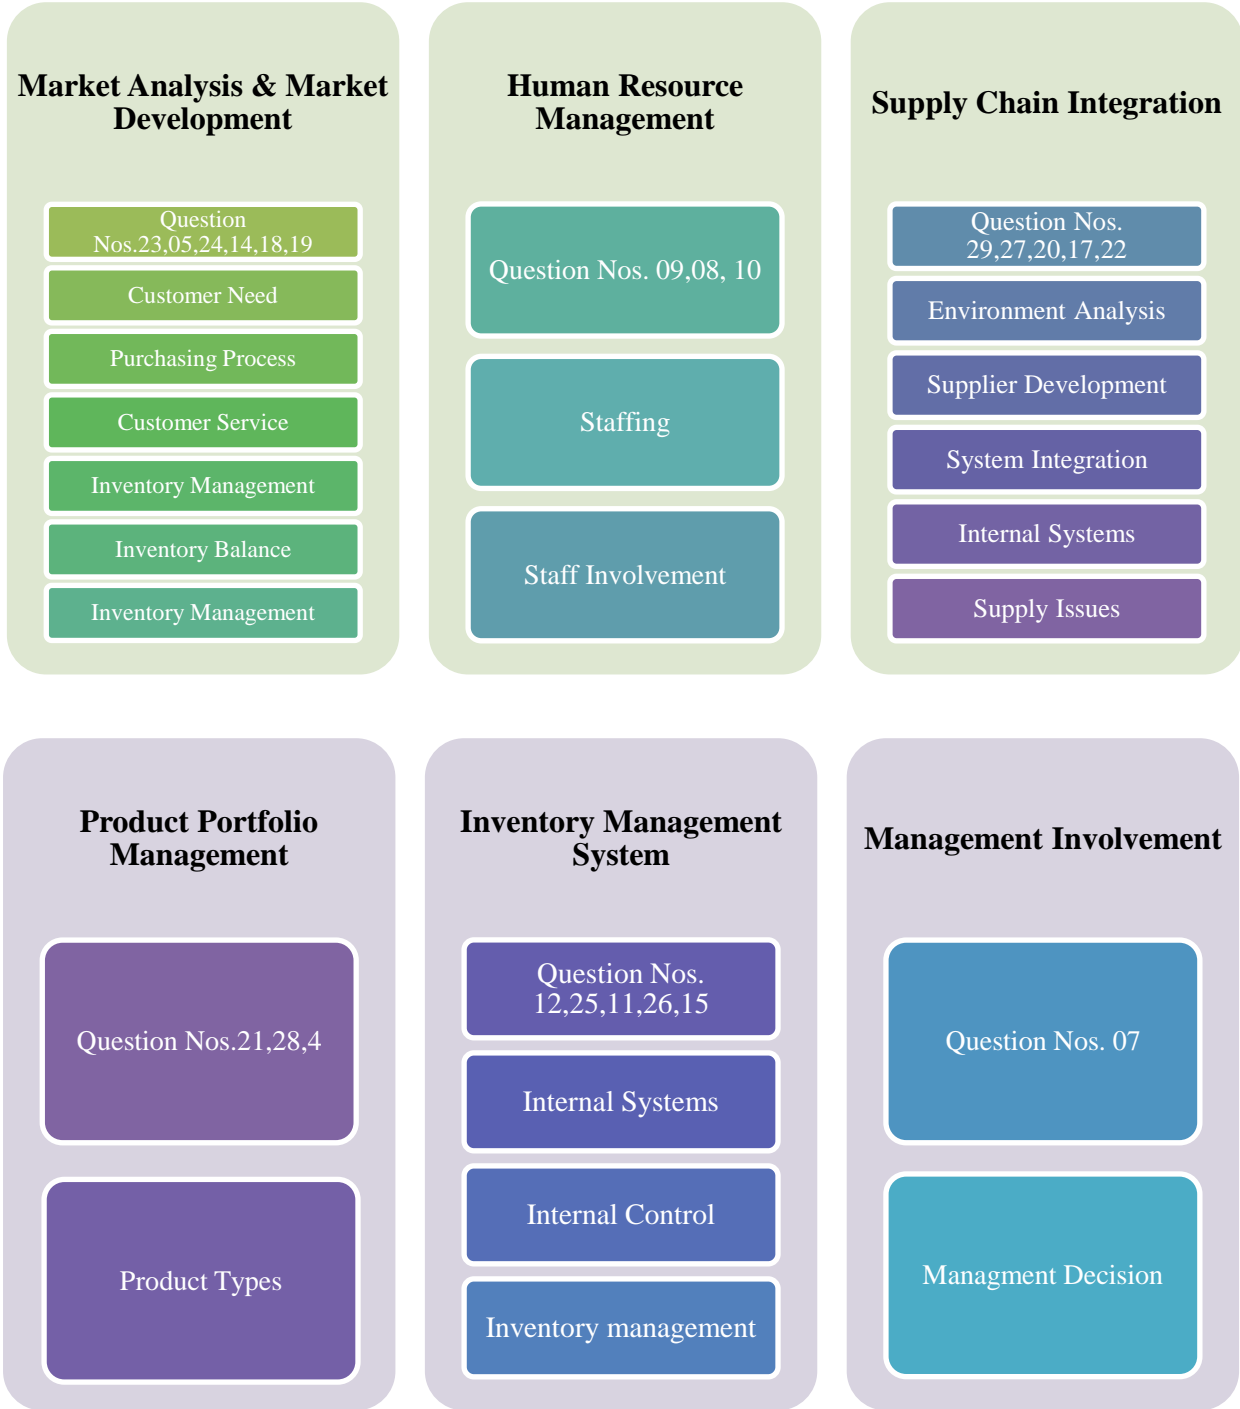 Market Analysis & Market
Development
Question
Nos.23,05,24,14,18,19
Customer Need
Purchasing Process
Customer Service
Inventory Management
Inventory Balance
Inventory Management
Human Resource
Management
Question Nos. 09,08, 10
Staffing
Staff Involvement
Supply Chain Integration
Question Nos.
29,27,20,17,22
Environment Analysis
Supplier Development
System Integration
Internal Systems
Supply Issues
Product Portfolio
Management
Question Nos.21,28,4
Product Types
Inventory Management
System
Question Nos.
12,25,11,26,15
Internal Systems
Internal Control
Inventory management
Management Involvement
Question Nos. 07
Managment Decision